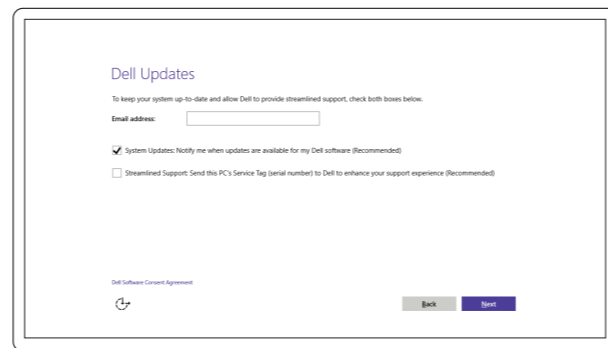 Dell Updates
To keep your system up-to-date and allow Dell to provide streamlined support, check both boxes below.
Email address:
System Updates: Notify me when updates are available for my Dell software (Recommended)
Streamlined Support: Send this PC's Service Tag (serial number) to Dell to enhance your support experience (Recommended)
Dell Software Consent Agreement
Back Next